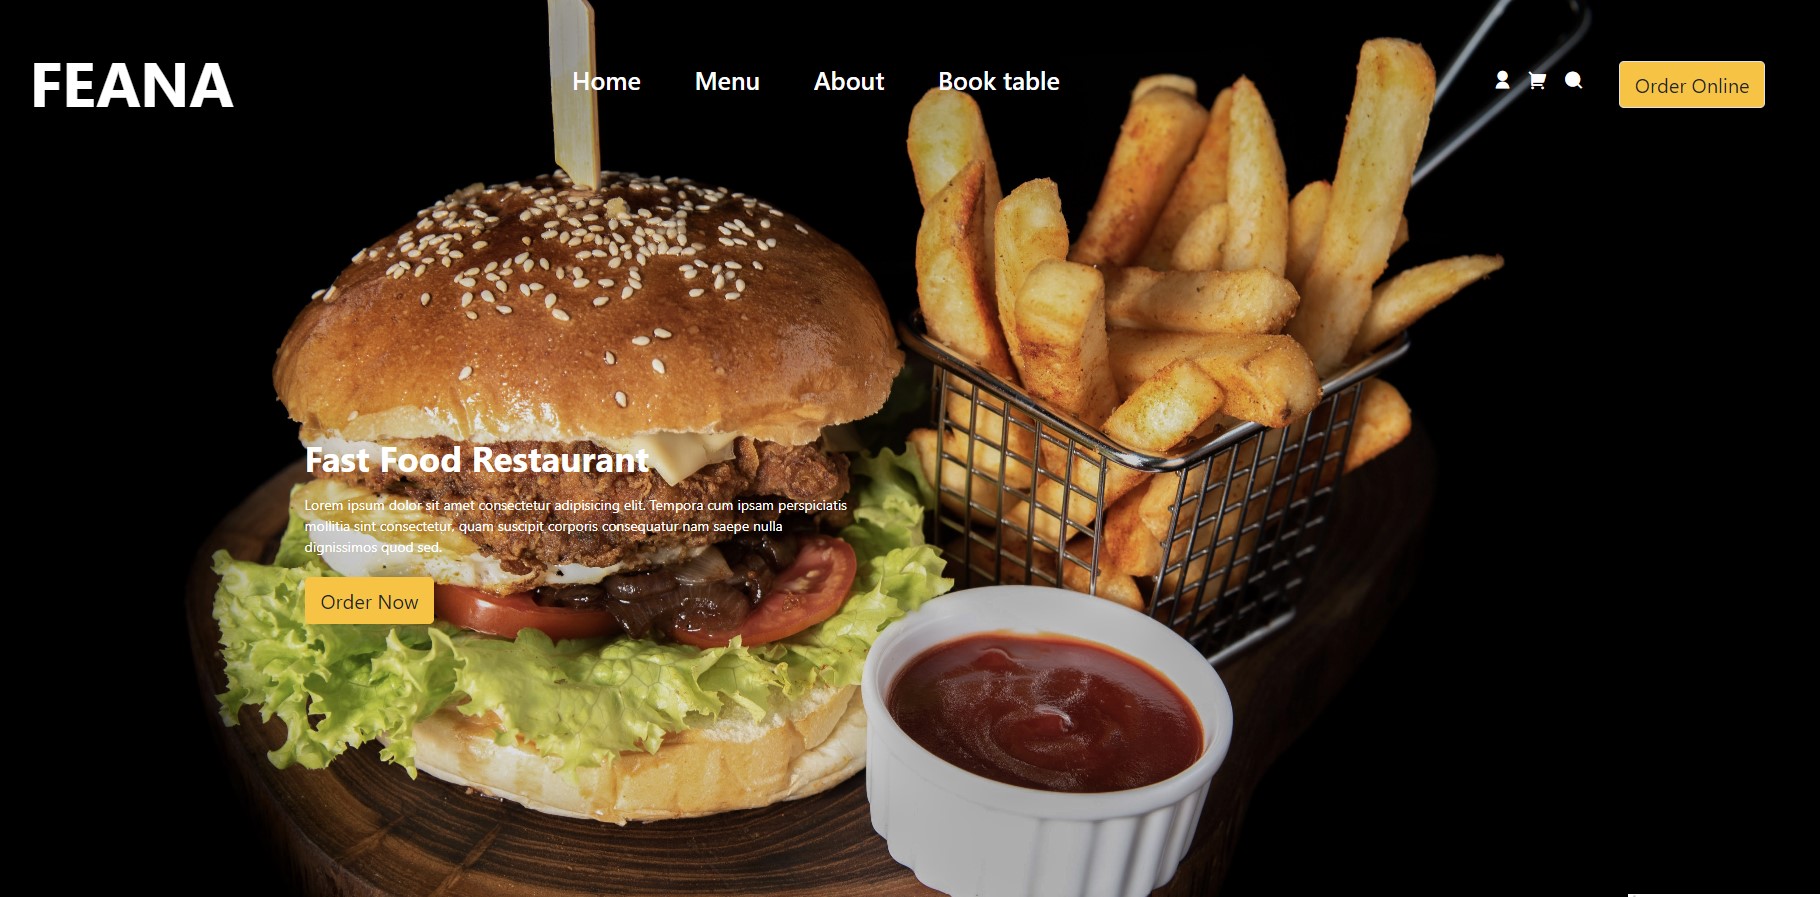 FEANA
Home Menu About Book table
Order Online
Fast Food Restaurant
Lorem ipsum dolor sit amet consectetur adipisicing elit. Tempora cum ipsam perspiciatis
mollitia sint consectetur, quam suscipit corporis consequatur nam saepe nulla
dignissimos quod sed.
Order Now